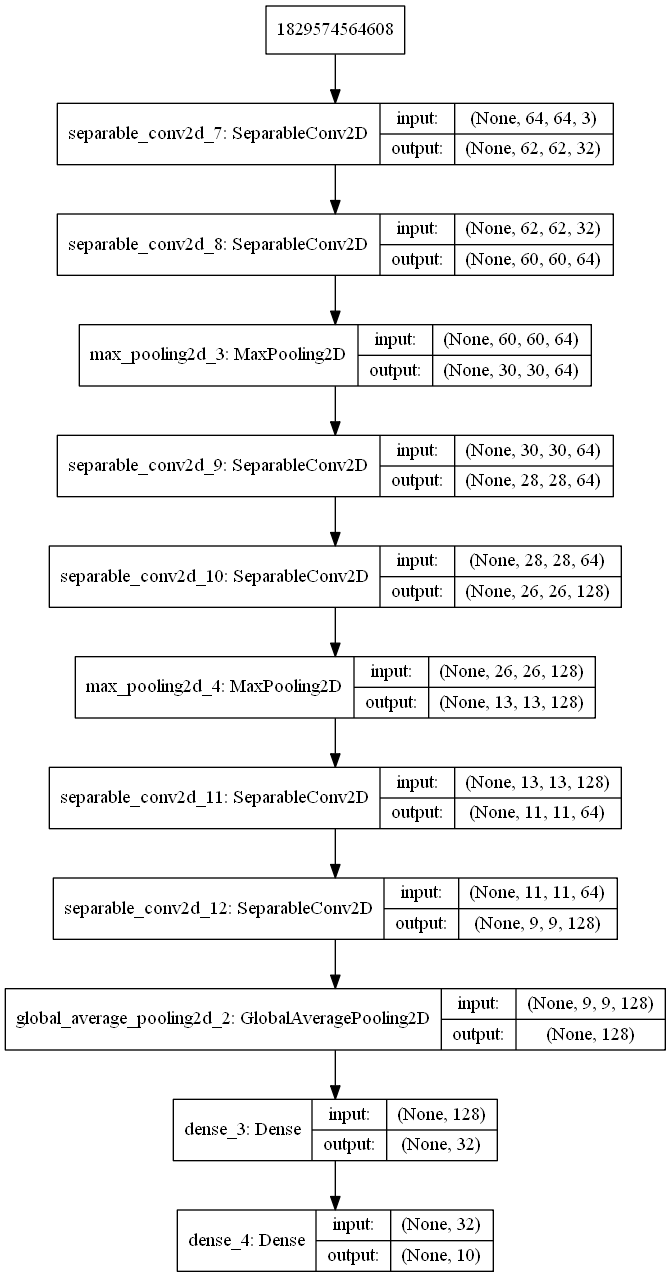 1829574564608
separable_conv2d_7: SeparableConv2D input: (None, 64, 64, 3)
output: (None, 62, 62, 32)
separable_conv2d_8: SeparableConv2D input: (None, 62, 62, 32)
output: (None, 60, 60, 64)
max_pooling2d_3: MaxPooling2D input: (None, 60, 60, 64)
output: (None, 30, 30, 64)
separable_conv2d_9: SeparableConv2D input: (None, 30, 30, 64)
output: (None, 28, 28, 64)
separable_conv2d_10: SeparableConv2D input: (None, 28, 28, 64)
output: (None, 26, 26, 128)
max_pooling2d_4: MaxPooling2D input: (None, 26, 26, 128)
output: (None, 13, 13, 128)
separable_conv2d_11: SeparableConv2D input: (None, 13, 13, 128)
output: (None, 11, 11, 64)
separable_conv2d_12: SeparableConv2D input: (None, 11, 11, 64)
output: (None, 9, 9, 128)
global_average_pooling2d_2: GlobalAveragePooling2D input: (None, 9, 9, 128)
output: (None, 128)
dense_3: Dense input: (None, 128)
output: (None, 32)
dense_4: Dense input: (None, 32)
output: (None, 10)